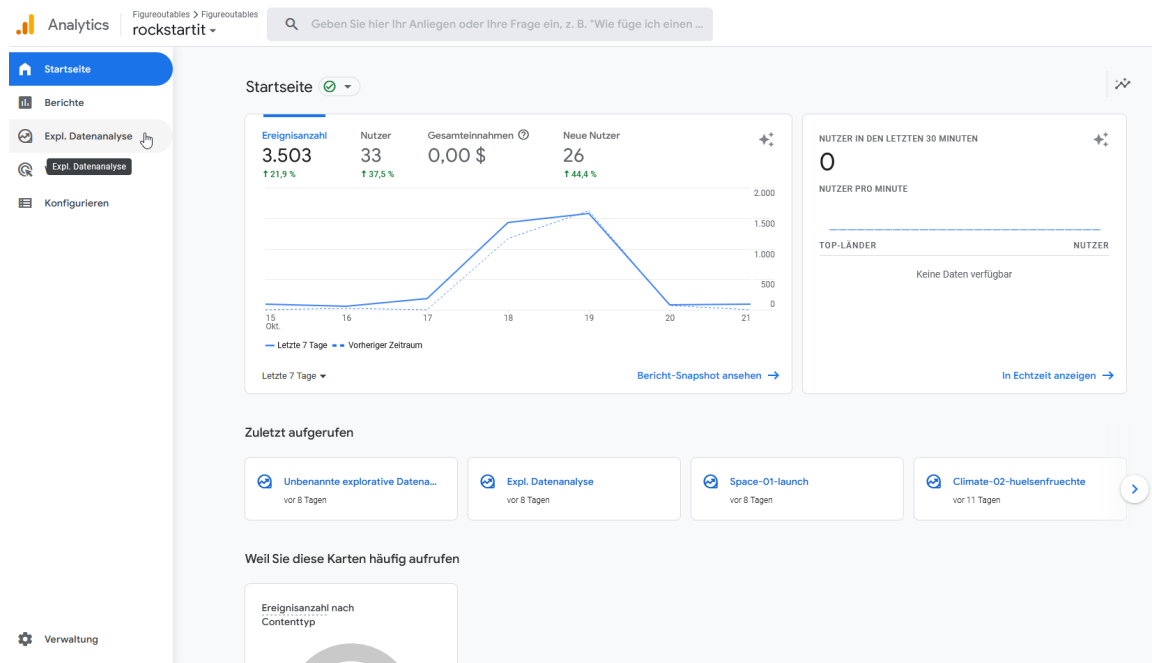 Analytics
Figureoutables > Figureoutables
rockstartit
Geben Sie hier Ihr Anliegen oder Ihre Frage ein, z. B. "Wie füge ich einen ...
Startseite
Berichte
Expl. Datenanalyse
Expl. Datenanalyse
Konfigurieren
Verwaltung
Startseite
Ereignisanzahl
3.503
↑ 21,9 %
Nutzer
33
↑ 37,5 %
Gesamteinnahmen
0,00 $
Neue Nutzer
26
↑ 44,4 %
2.000
1.500
1.000
500
0
15 16 17 18 19 20 21
Okt.
Letzte 7 Tage Vorheriger Zeitraum
Letzte 7 Tage
Bericht-Snapshot ansehen →
NUTZER IN DEN LETZTEN 30 MINUTEN
0
NUTZER PRO MINUTE
TOP-LÄNDER NUTZER
Keine Daten verfügbar
In Echtzeit anzeigen →
Zuletzt aufgerufen
Unbenannte explorative Datena...
vor 8 Tagen
Expl. Datenanalyse
vor 8 Tagen
Space-01-launch
vor 8 Tagen
Climate-02-huelsenfruechte
vor 11 Tagen
Weil Sie diese Karten häufig aufrufen
Ereignisanzahl nach
Contenttyp